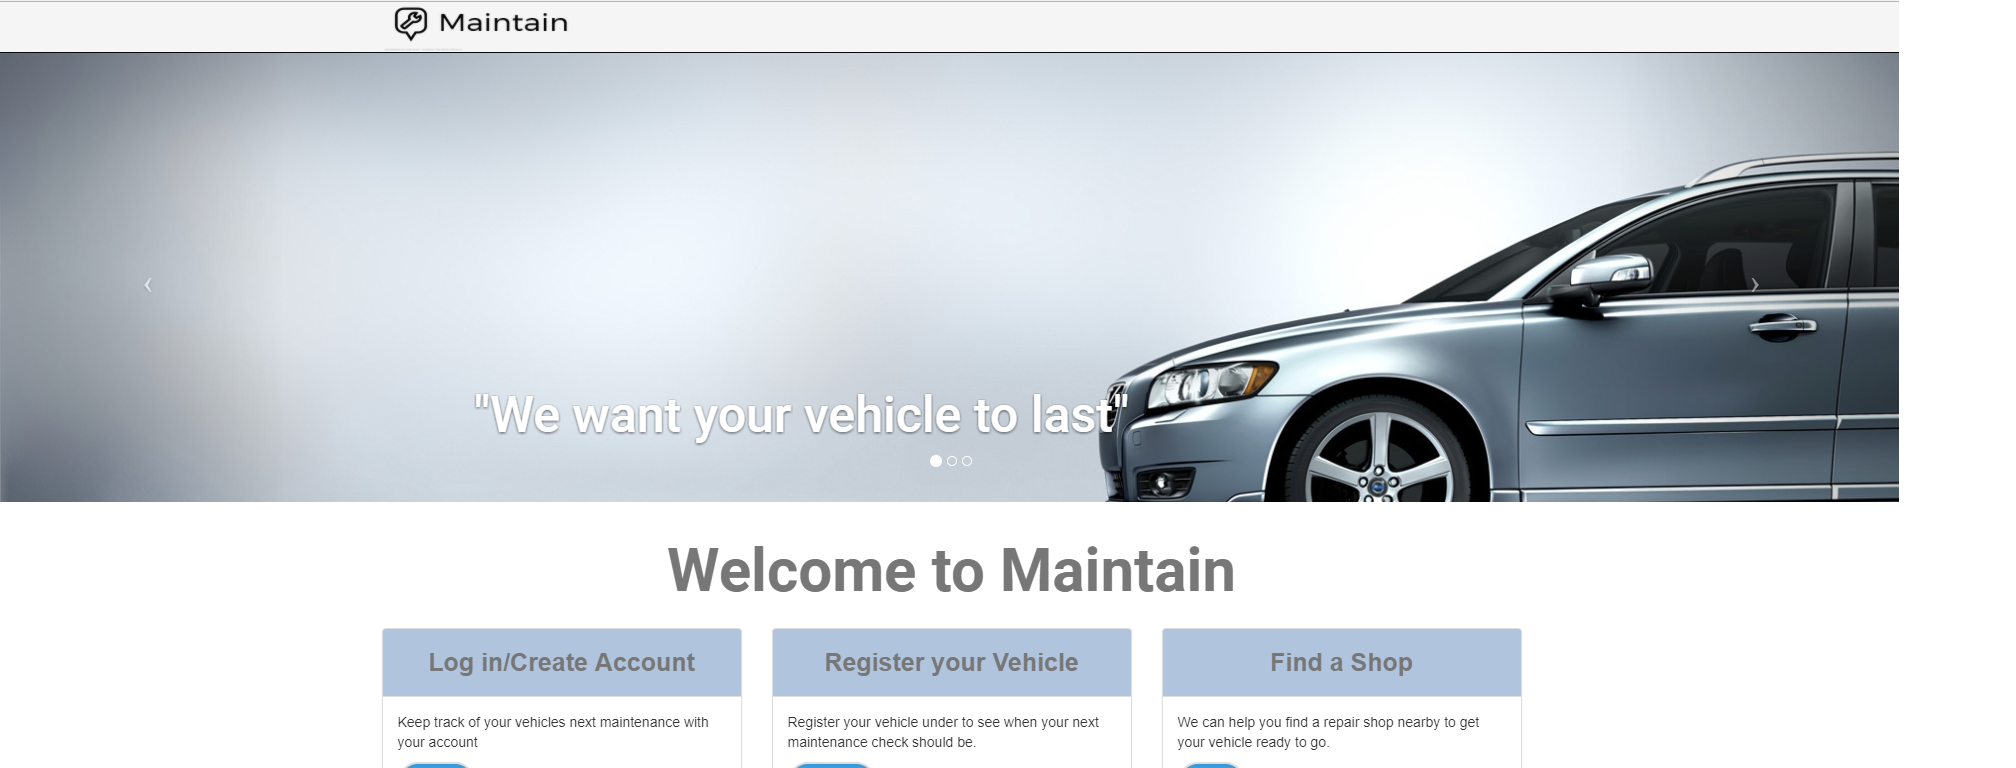 Maintain
"We want your vehicle to last"
Welcome to Maintain
Log in/Create Account
Keep track of your vehicles next maintenance with
your account
Register your Vehicle
Register your vehicle under to see when your next
maintenance check should be.
Find a Shop
We can help you find a repair shop nearby to get
your vehicle ready to go.